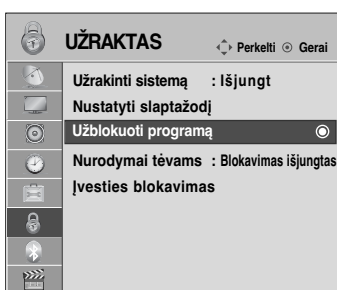 UŽRAKTAS
Perkelti
Gerai
Užrakinti sistemą : Išjungt
Nustatyti slaptažodį
Užblokuoti programą
Nurodymai tėvams : Blokavimas išjungtas
Įvesties blokavimas